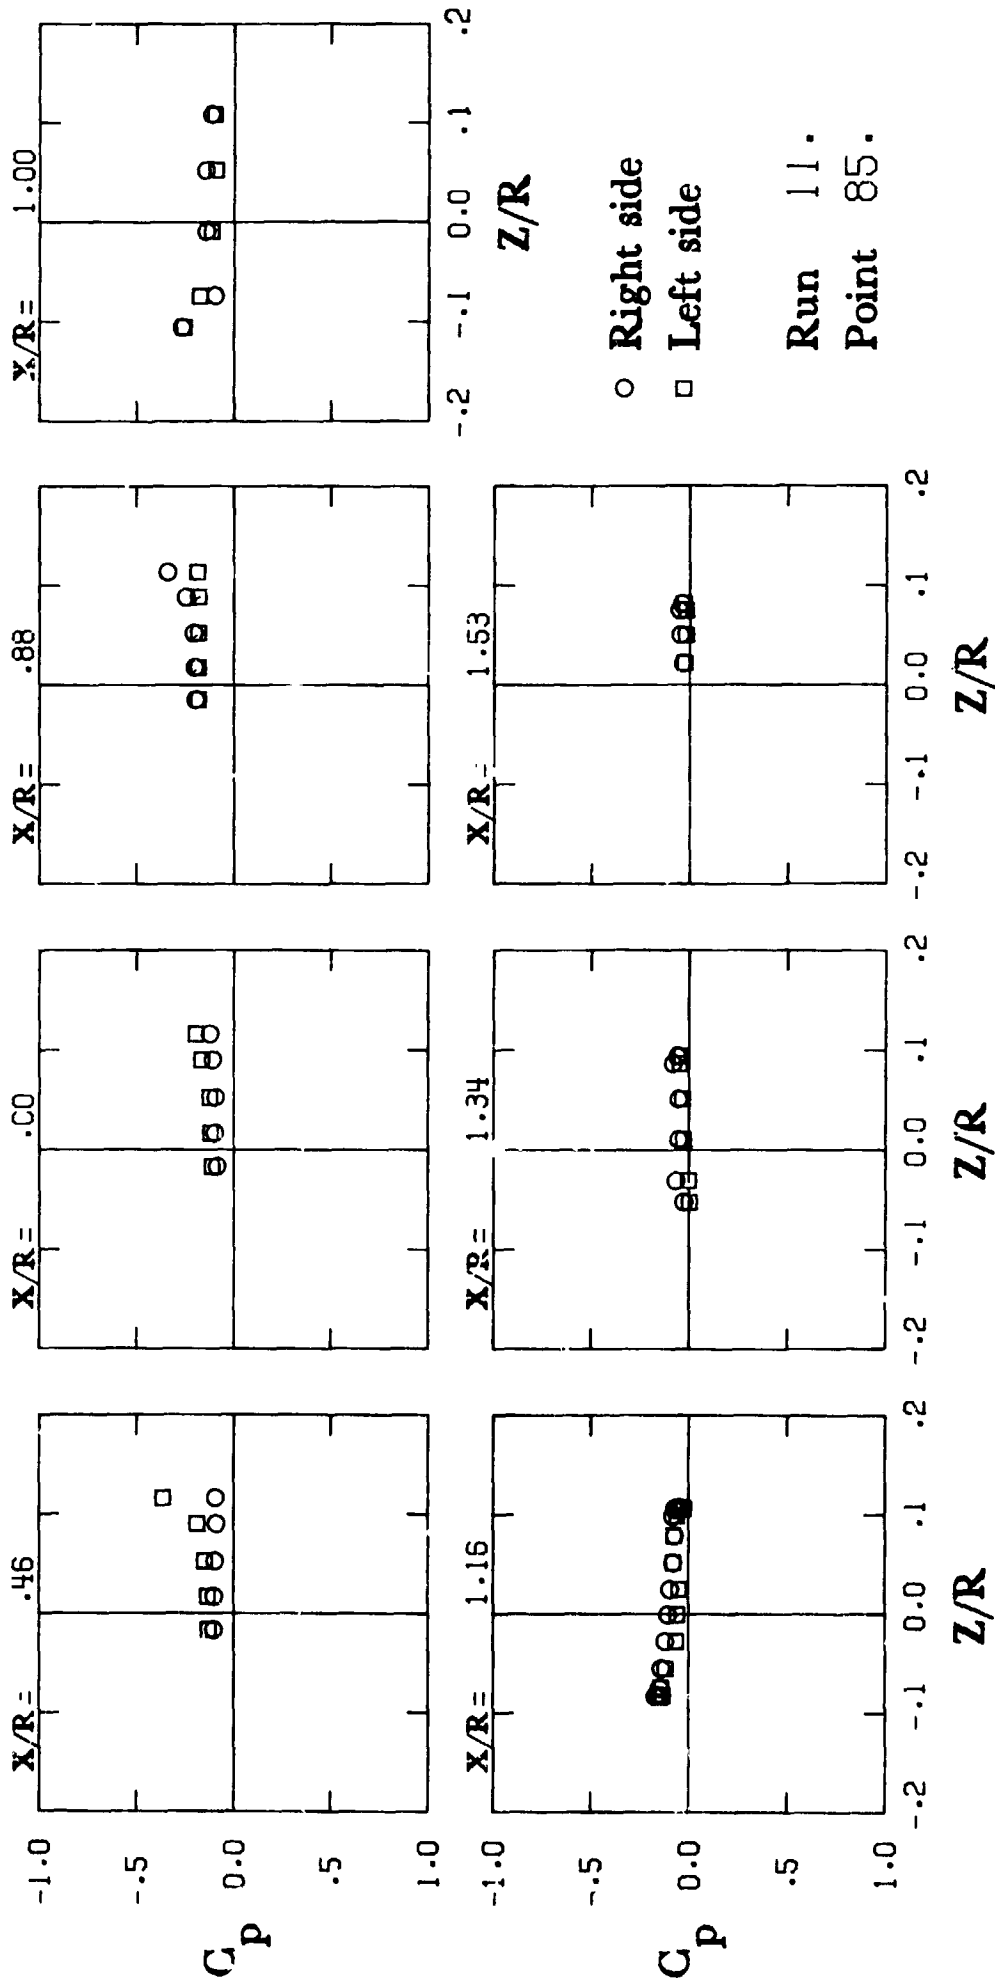 X/R= .46
X/R= .C0
X/R= .88
X/R= 1.00
-1.0
-.5
0.0
.5
1.0
C p
-.2 -.1 0.0 .1 .2
Z/R
X/R= 1.16
X/R= 1.34
X/R= 1.53
-1.0
-.5
0.0
.5
1.0
C p
-.2 -.1 0.0 .1 .2
-.2 -.1 0.0 .1 .2
-.2 -.1 0.0 .1 .2
Z/R
Z/R
Z/R
Right side
Left side
Run 11.
Point 85.